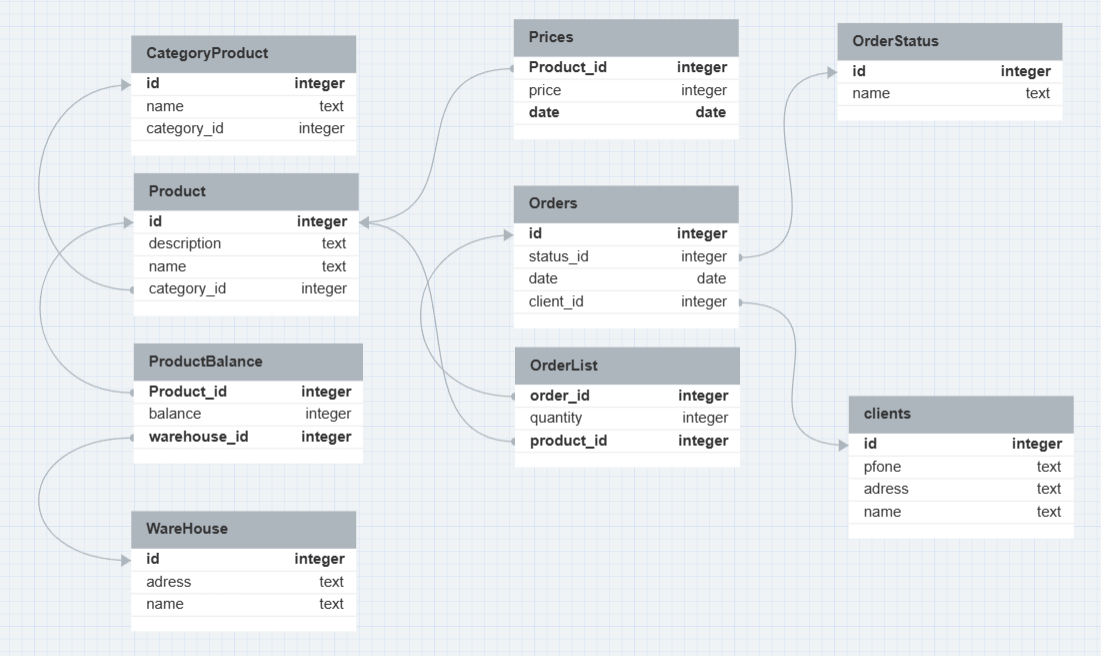 CategoryProduct
id integer
name text
category_id integer
Product
id integer
description text
name text
category_id integer
ProductBalance
Product_id integer
balance integer
warehouse_id integer
WareHouse
id integer
adress text
name text
Prices
Product_id integer
price integer
date date
Orders
id integer
status_id integer
date date
client_id integer
OrderList
order_id integer
quantity integer
product_id integer
OrderStatus
id integer
name text
clients
id integer
pfone text
adress text
name text